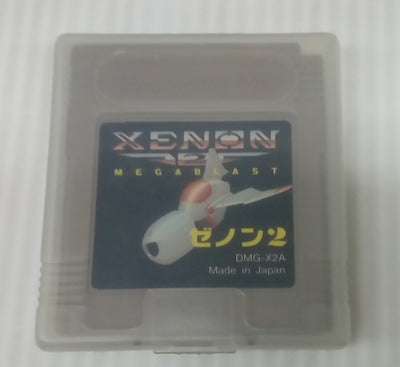 XENON
2
MEGABLAST
ゼノン2
DMG-X2A
Made in Japan